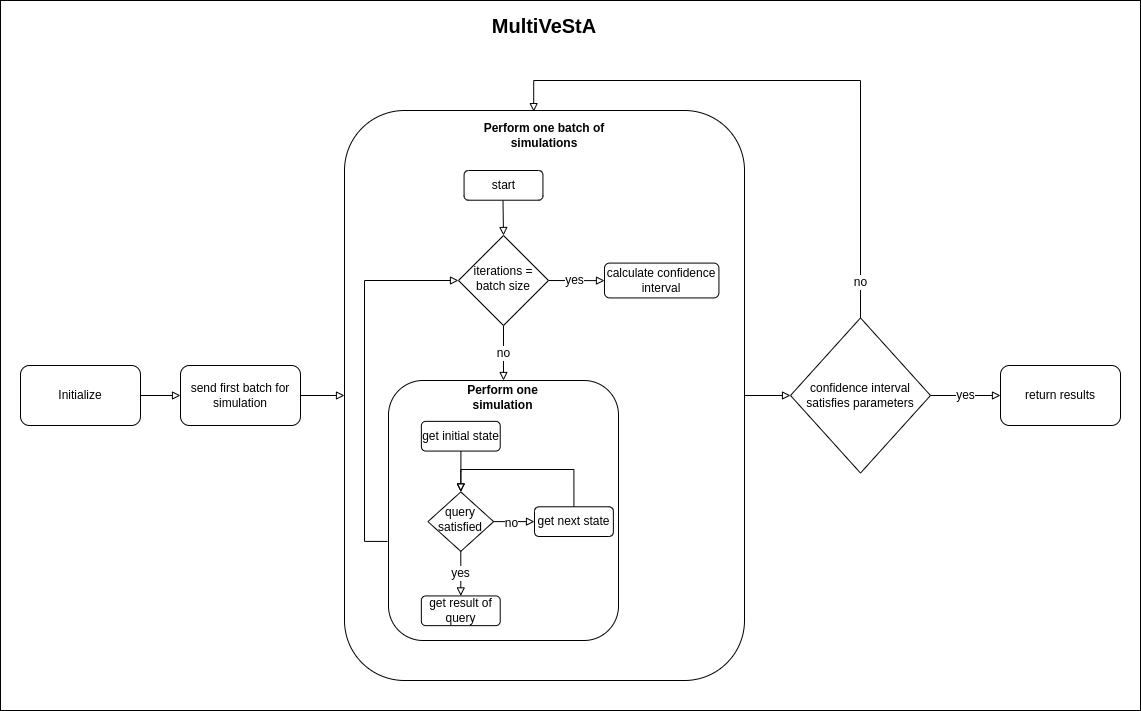 MultiVeStA
Perform one batch of
simulations
start
iterations =
batch size
yes
calculate confidence
interval
no
Perform one
simulation
get initial state
query
satisfied
no
get next state
yes
get result of
query
Initialize
send first batch for
simulation
no
confidence interval
satisfies parameters
yes
return results